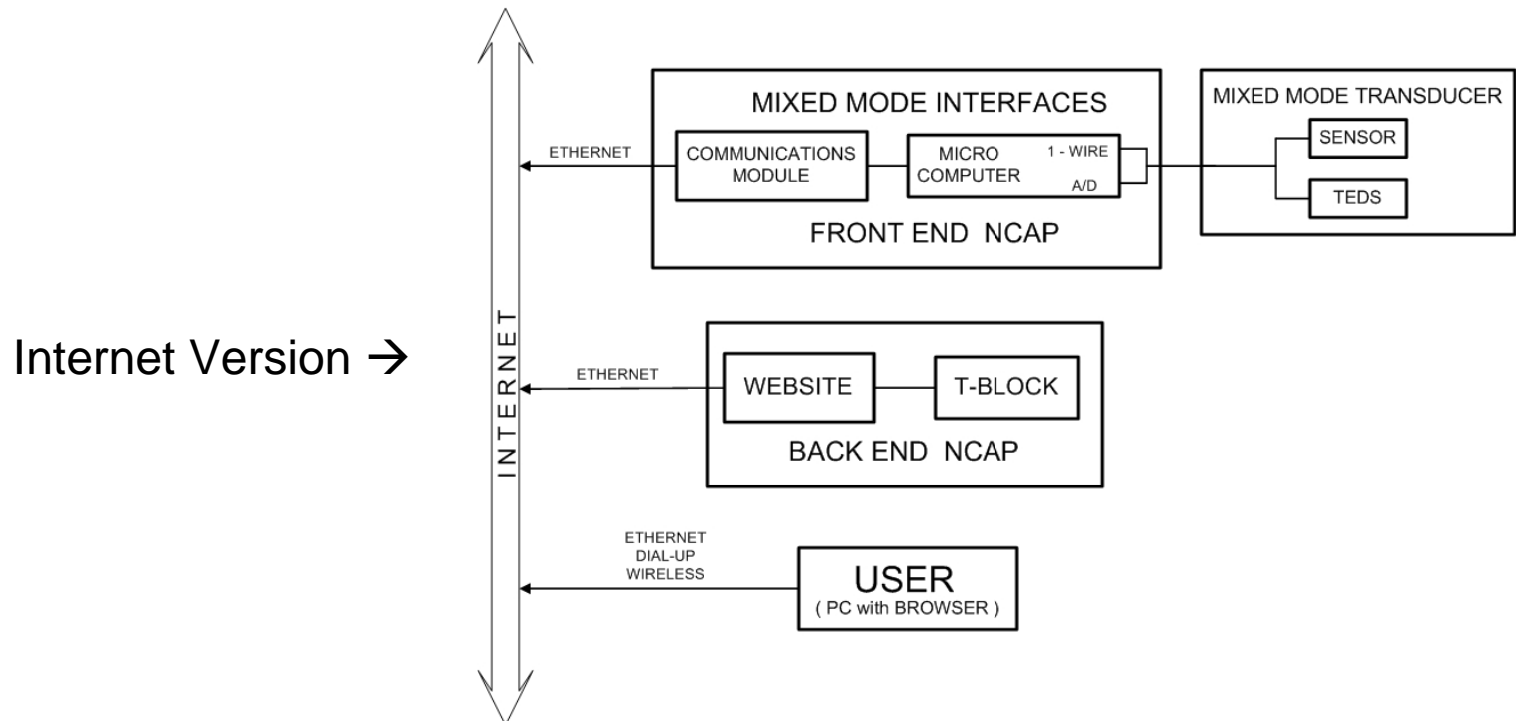 Internet Version →
INTERNET
ETHERNET
MIXED MODE INTERFACES
COMMUNICATIONS
MODULE
MICRO
COMPUTER
1 - WIRE
A/D
FRONT END NCAP
MIXED MODE TRANSDUCER
SENSOR
TEDS
ETHERNET
WEBSITE
T-BLOCK
BACK END NCAP
ETHERNET
DIAL-UP
WIRELESS
USER
( PC with BROWSER )